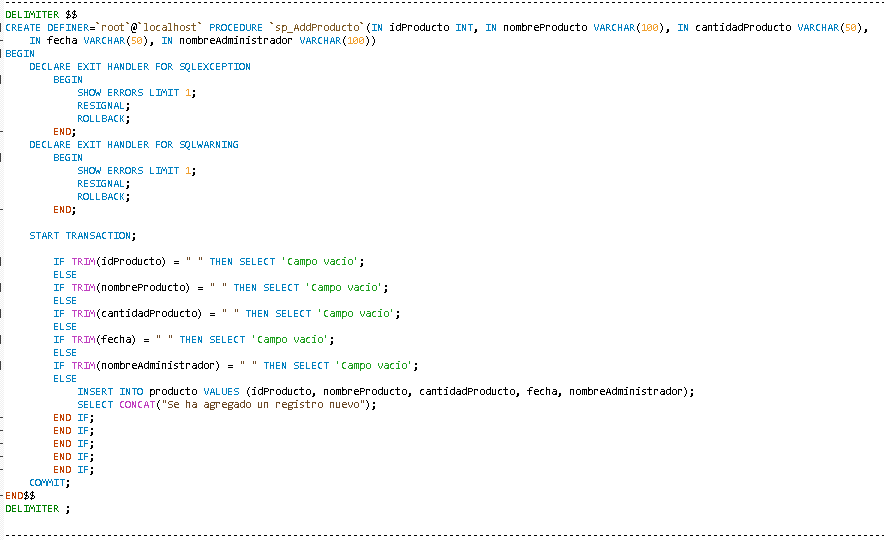 DELIMITER $$
CREATE DEFINER=`root`@`localhost` PROCEDURE `sp_AddProducto`(IN idProducto INT, IN nombreProducto VARCHAR(100), IN cantidadProducto VARCHAR(50),
IN fecha VARCHAR(50), IN nombreAdministrador VARCHAR(100))
BEGIN
DECLARE EXIT HANDLER FOR SQLEXCEPTION
BEGIN
SHOW ERRORS LIMIT 1;
RESIGNAL;
ROLLBACK;
END;
DECLARE EXIT HANDLER FOR SQLWARNING
BEGIN
SHOW ERRORS LIMIT 1;
RESIGNAL;
ROLLBACK;
END;
START TRANSACTION;
IF TRIM(idProducto) = " " THEN SELECT 'Campo vacio';
ELSE
IF TRIM(nombreProducto) = " " THEN SELECT 'Campo vacio';
ELSE
IF TRIM(cantidadProducto) = " " THEN SELECT 'Campo vacio';
ELSE
IF TRIM(fecha) = " " THEN SELECT 'Campo vacio';
ELSE
IF TRIM(nombreAdministrador) = " " THEN SELECT 'Campo vacio';
ELSE
INSERT INTO producto VALUES (idProducto, nombreProducto, cantidadProducto, fecha, nombreAdministrador);
SELECT CONCAT("Se ha agregado un registro nuevo");
END IF;
END IF;
END IF;
END IF;
END IF;
COMMIT;
END$$
DELIMITER ;